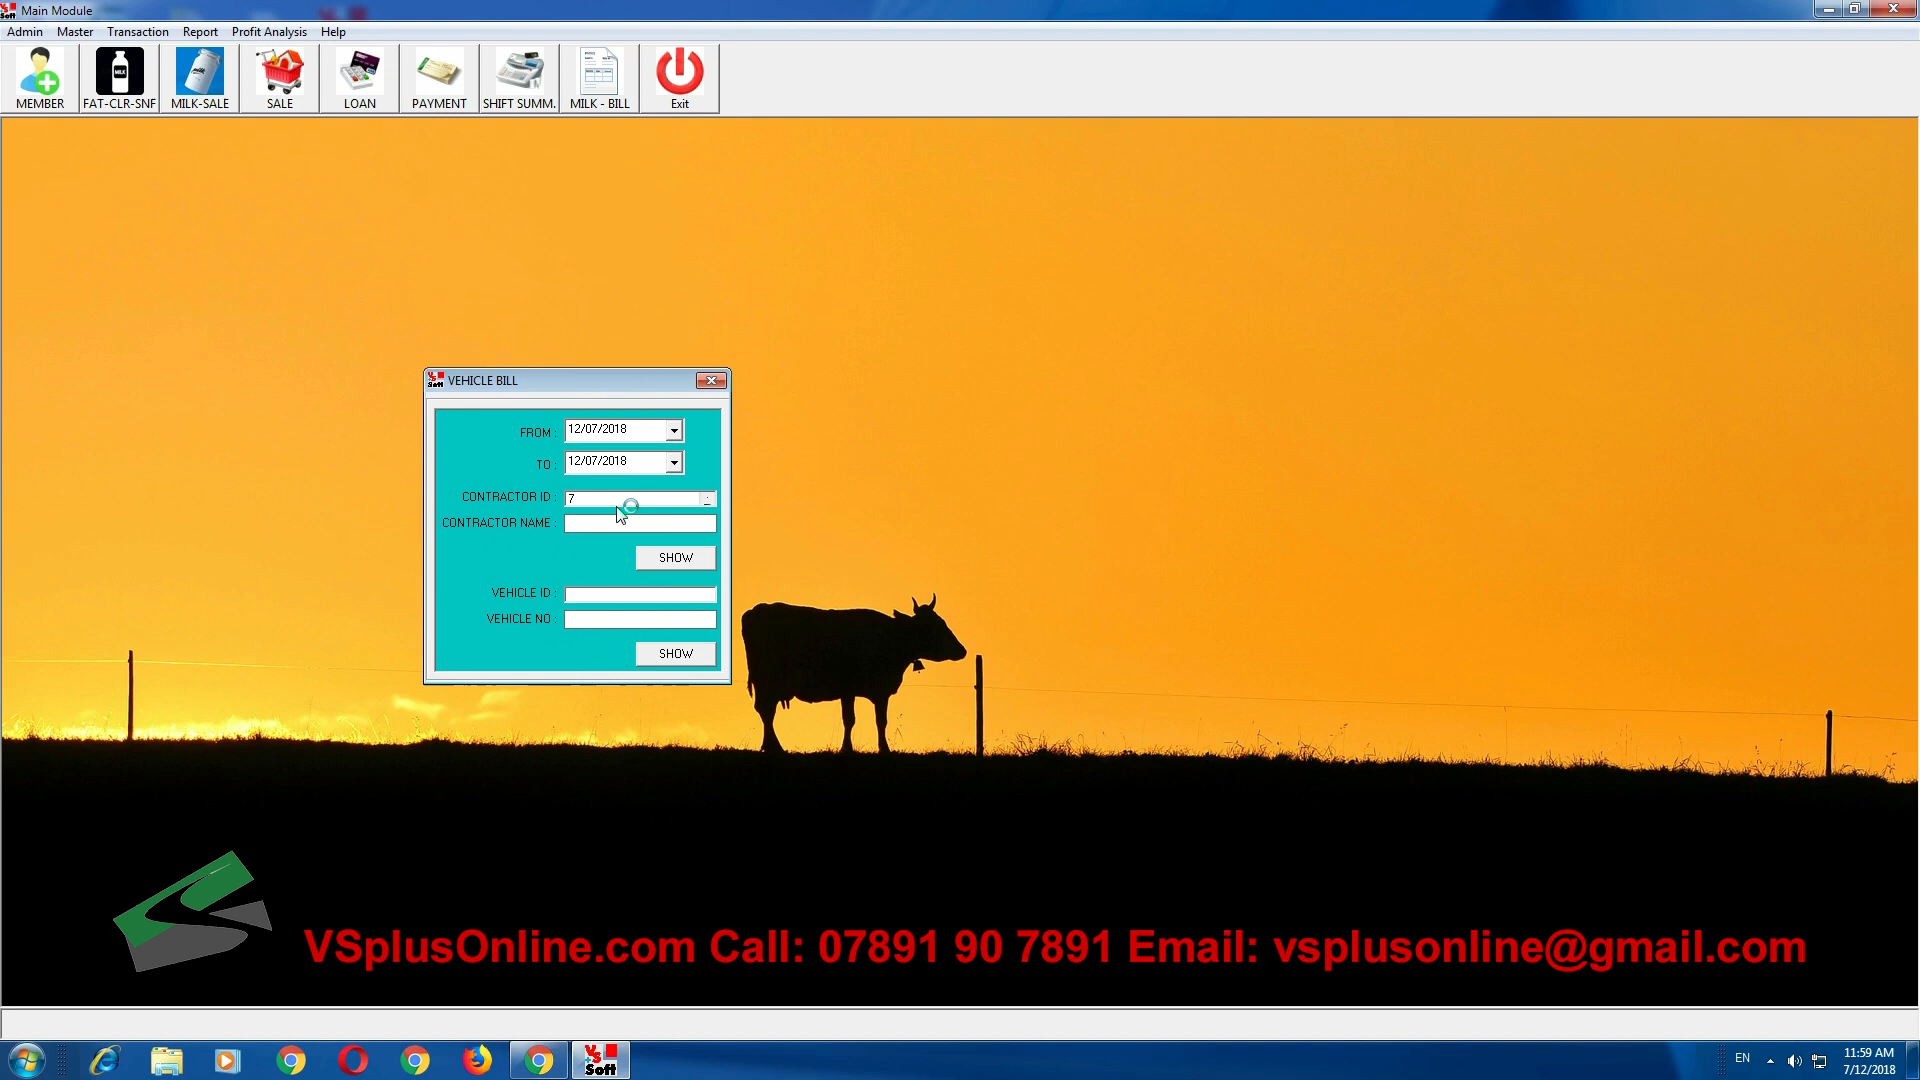 Main Module
Admin Master Transaction Report Profit Analysis Help
MEMBER FAT-CLR-SNF MILK-SALE SALE LOAN PAYMENT SHIFT SUMM. MILK - BILL Exit
VEHICLE BILL
FROM : 12/07/2018
TO : 12/07/2018
CONTRACTOR ID : 7
CONTRACTOR NAME :
SHOW
VEHICLE ID :
VEHICLE NO :
SHOW
VSplusOnline.com Call: 07891 90 7891 Email: vsplusonline@gmail.com
VS Soft
EN
11:59 AM
7/12/2018